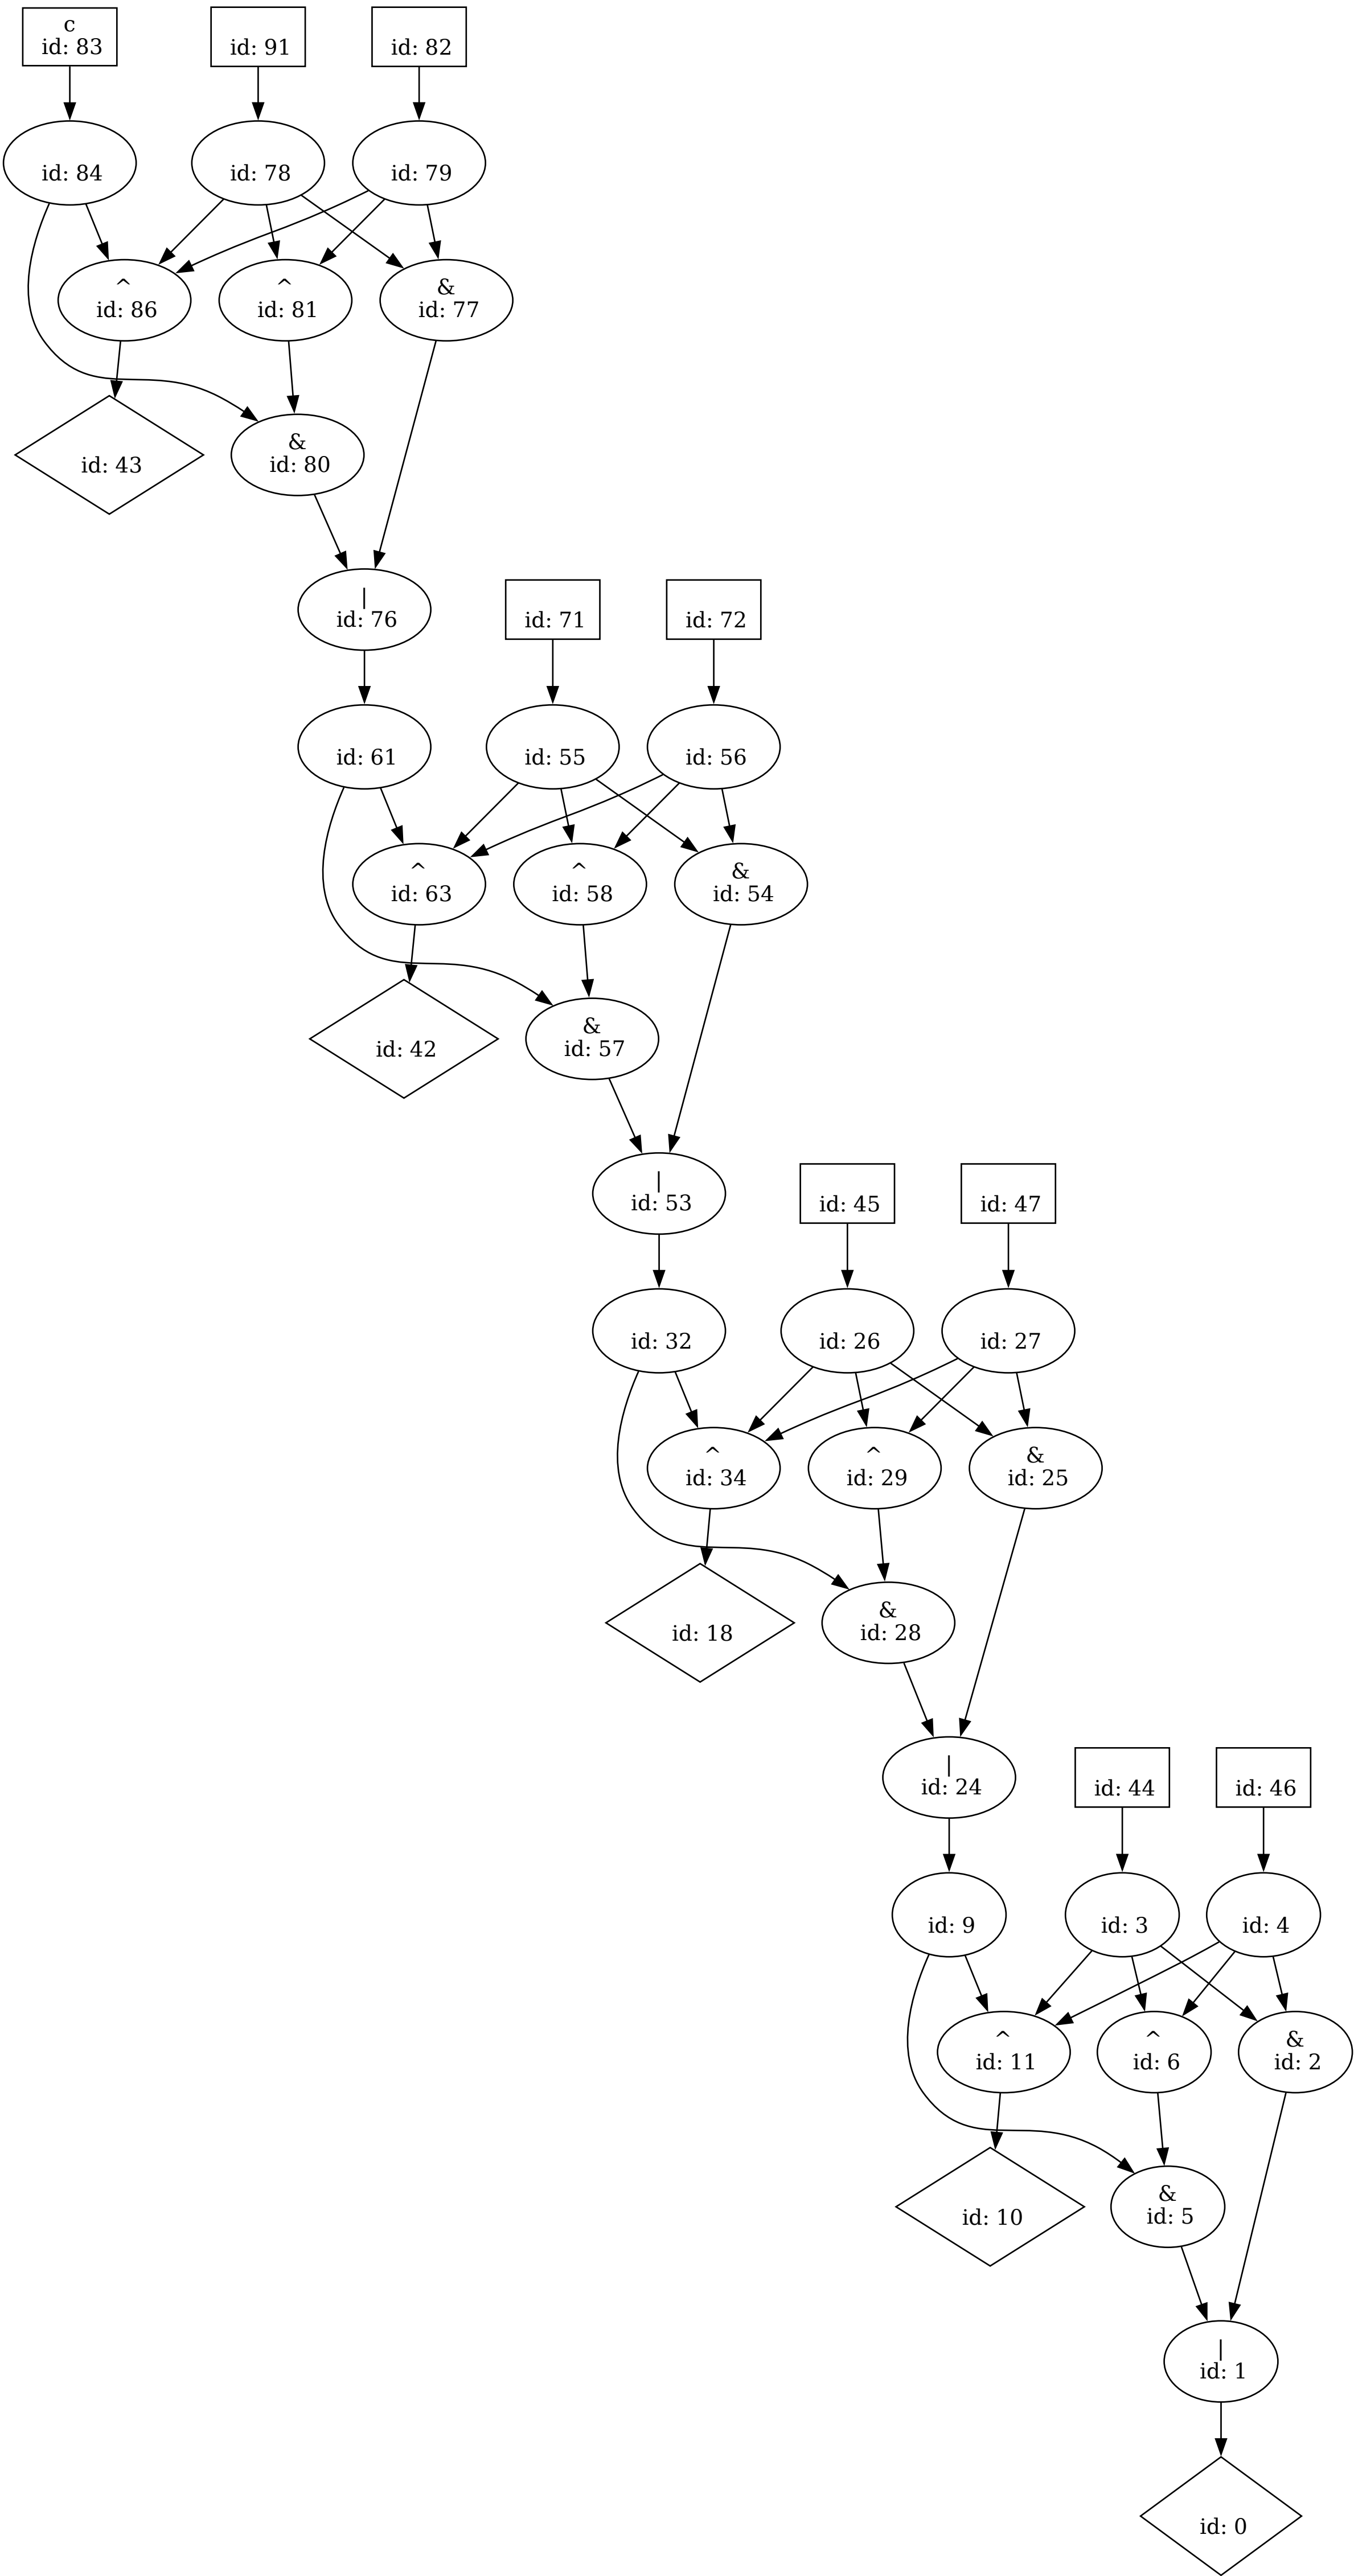 c
id: 83
id: 91
id: 82
id: 84
id: 78
id: 79
^
id: 86
^
id: 81
&
id: 77
id: 43
&
id: 80
|
id: 76
id: 71
id: 72
id: 61
id: 55
id: 56
^
id: 63
^
id: 58
&
id: 54
id: 42
&
id: 57
|
id: 53
id: 45
id: 47
id: 32
id: 26
id: 27
^
id: 34
^
id: 29
&
id: 25
id: 18
&
id: 28
|
id: 24
id: 44
id: 46
id: 9
id: 3
id: 4
^
id: 11
^
id: 6
&
id: 2
id: 10
&
id: 5
|
id: 1
id: 0